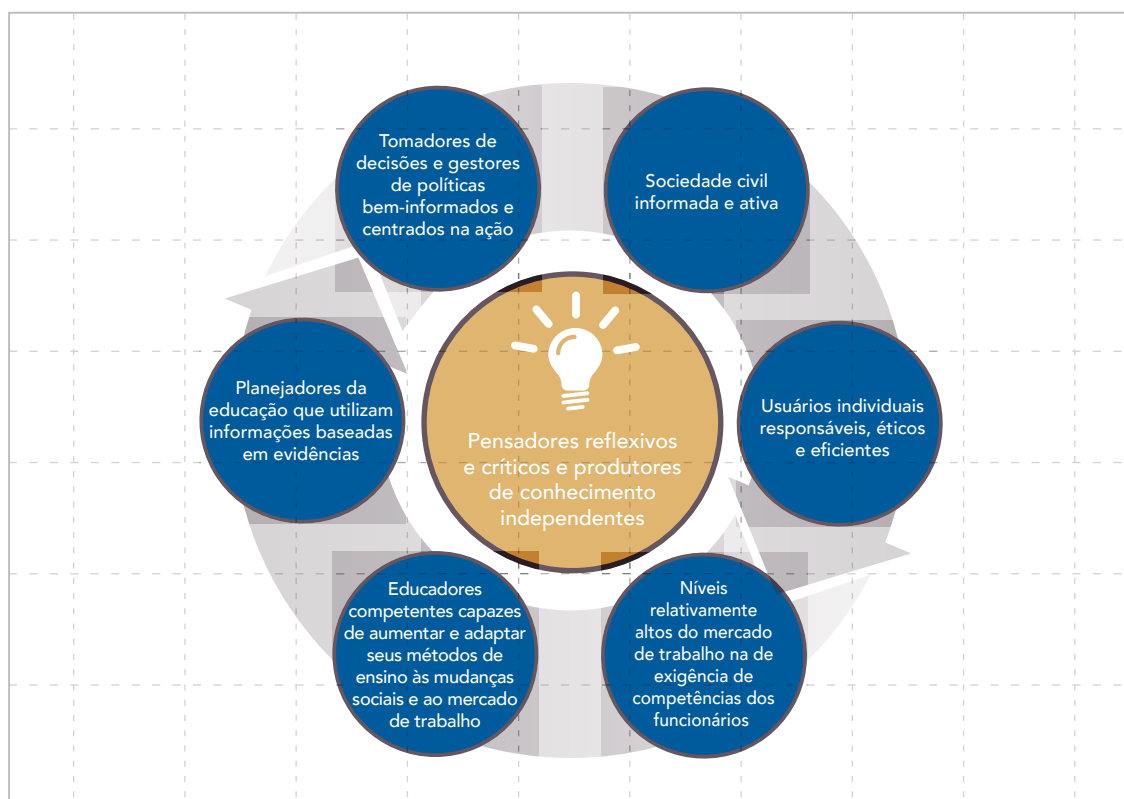 Tomadores de
decisões e gestores
de políticas
bem-informados e
centrados na ação
Sociedade civil
informada e ativa
Planejadores da
educação que utilizam
informações baseadas
em evidências
Pensadores reflexivos
e críticos e produtores
de conhecimento
independentes
Usuários individuais
responsáveis, éticos
e eficientes
Educadores
competentes capazes
de aumentar e adaptar
seus métodos de
ensino às mudanças
sociais e ao mercado
de trabalho
Níveis
relativamente
altos do mercado
de trabalho na de
exigência de
competências dos
funcionários